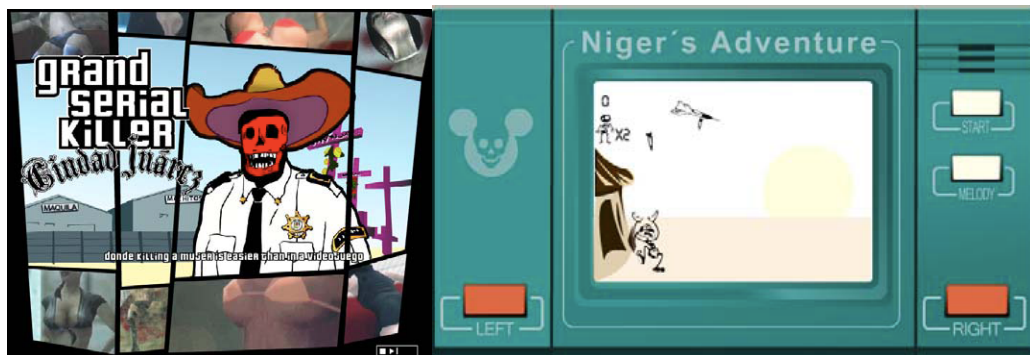 GRAND
SERIAL
KILLER
Ciudad Juárez
MAQUILA
donde killing a mujer is easier than in a videojuego
Niger´s Adventure
0
X2
START
MELODY
LEFT
RIGHT